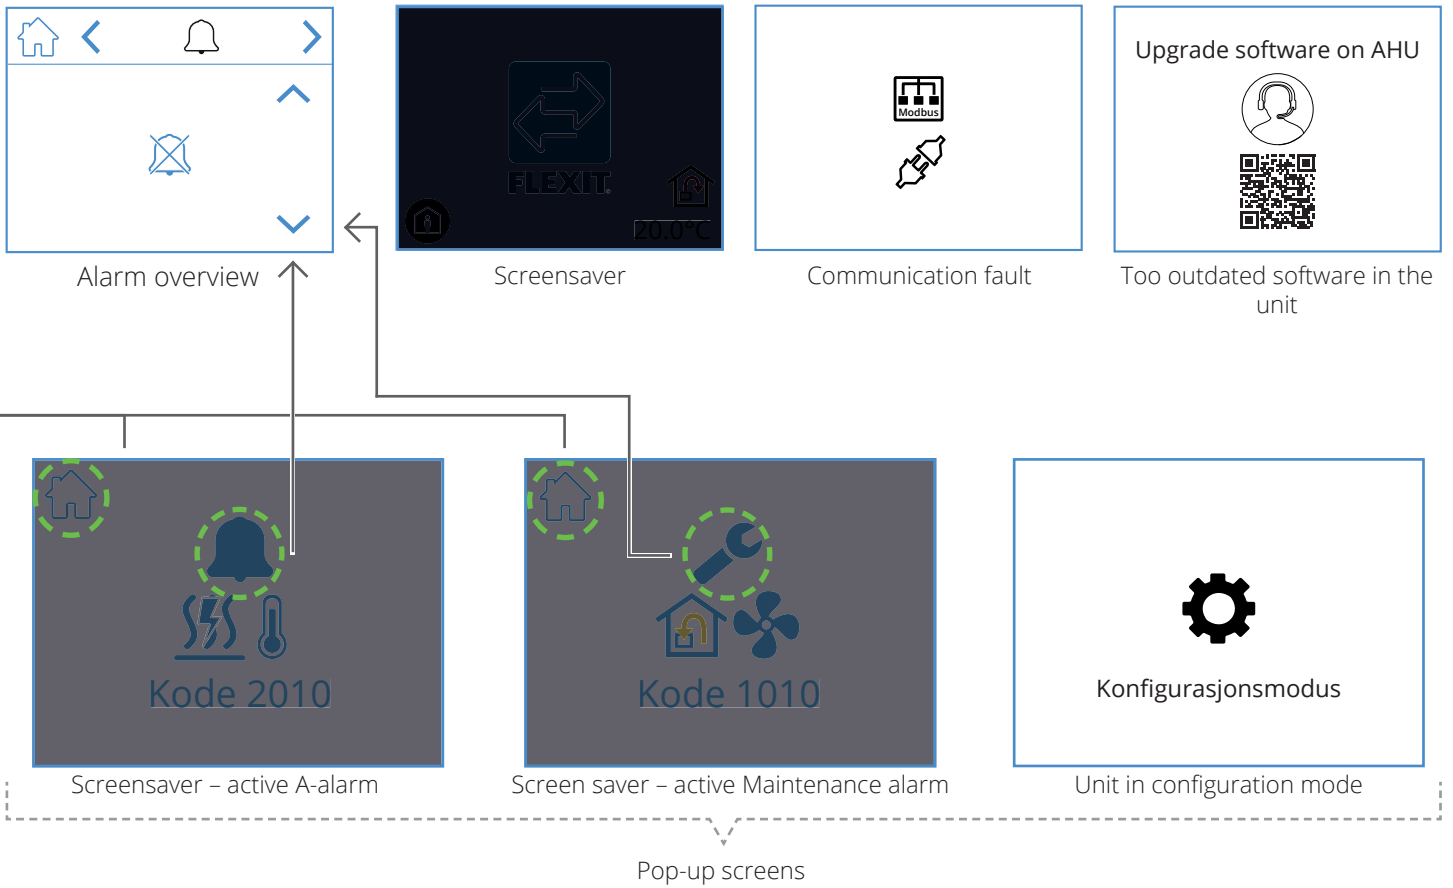 Upgrade software on AHU
Modbus
FLEXIT
20.0°C
Alarm overview
Screensaver
Communication fault
Too outdated software in the
unit
Kode 2010
Kode 1010
Konfigurasjonsmodus
Screensaver – active A-alarm
Screen saver – active Maintenance alarm
Unit in configuration mode
Pop-up screens